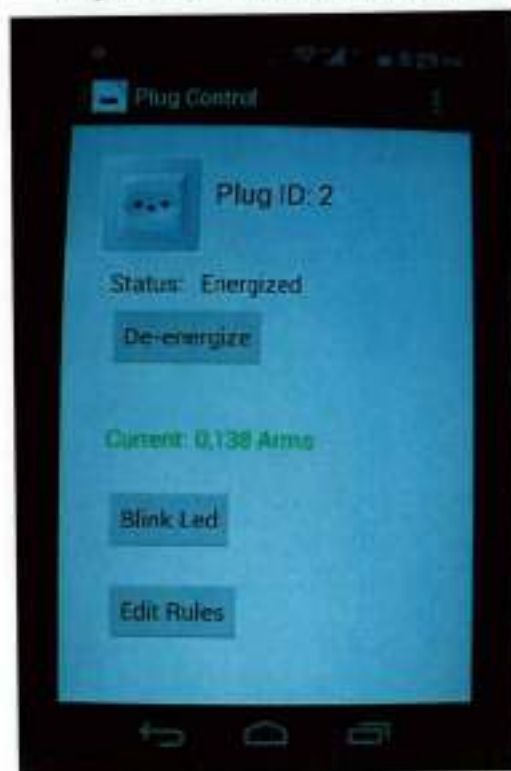 Plug Control
Plug ID: 2
Status: Energized
De-energize
Current: 0,138 Arms
Blink Led
Edit Rules